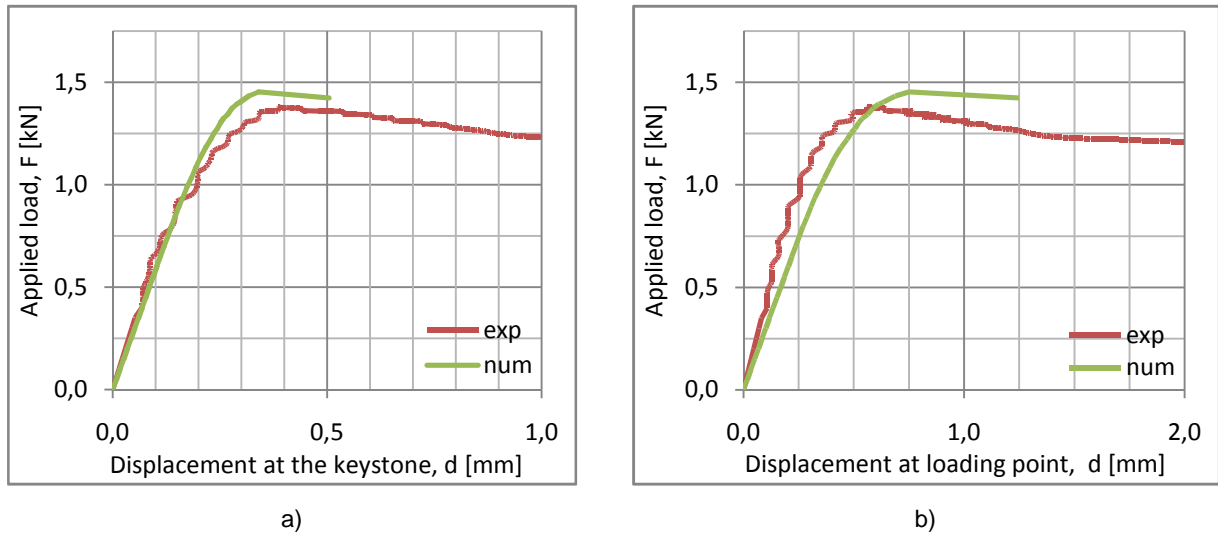 Applied load, F [kN]
1,5
1,0
0,5
0,0
0,0 0,5 1,0
Displacement at the keystone, d [mm]
exp
num
a)
Applied load, F [kN]
1,5
1,0
0,5
0,0
0,0 1,0 2,0
Displacement at loading point, d [mm]
exp
num
b)